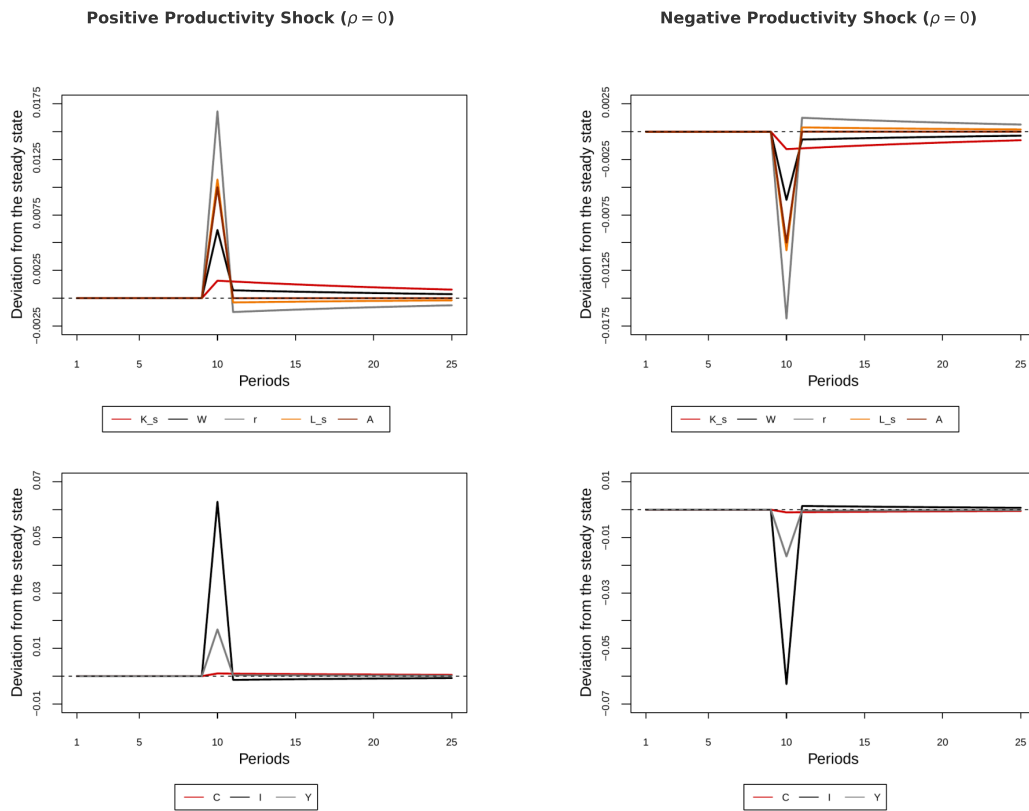 Positive Productivity Shock (ρ = 0)
Negative Productivity Shock (ρ = 0)
Deviation from the steady state
0.0175
0.0125
0.0075
0.0025
−0.0025
1 5 10 15 20 25
Periods
K_s W r L_s A
Deviation from the steady state
0.0025
−0.0025
−0.0075
−0.0125
−0.0175
1 5 10 15 20 25
Periods
K_s W r L_s A
Deviation from the steady state
0.07
0.05
0.03
0.01
−0.01
1 5 10 15 20 25
Periods
C I Y
Deviation from the steady state
0.01
−0.01
−0.03
−0.05
−0.07
1 5 10 15 20 25
Periods
C I Y